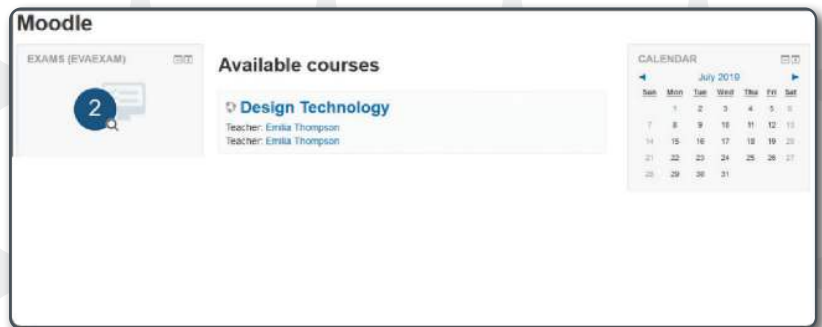 Moodle
EXAMS (EVAEXAM)
2
Available courses
Design Technology
Teacher: Emilia Thompson
Teacher: Emilia Thompson
CALENDAR
◄ July 2019 ►
Sun Mon Tue Wed Thu Fri Sat
1 2 3 4 5 6
7 8 9 10 11 12 13
14 15 16 17 18 19 20
21 22 23 24 25 26 27
28 29 30 31